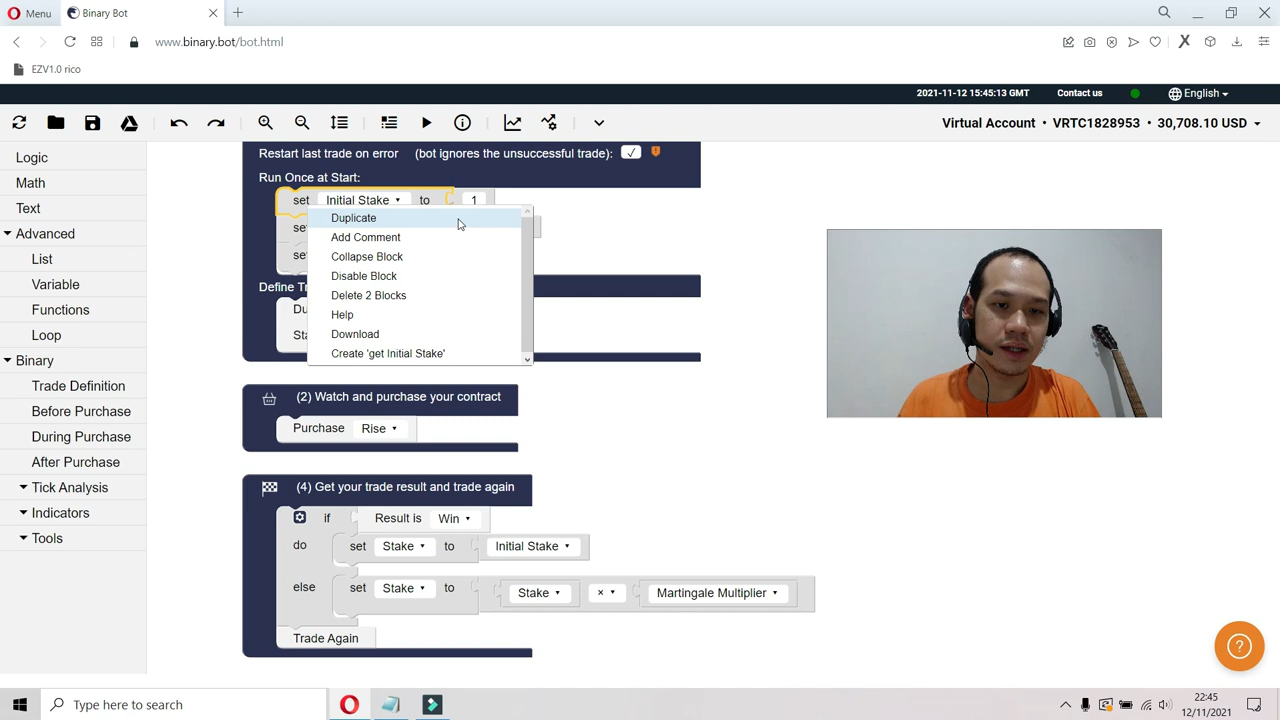 Menu
Binary Bot
www.binary.bot/bot.html
EZV1.0 rico
2021-11-12 15:45:13 GMT
Contact us
English
Virtual Account • VRTC1828953 • 30,708.10 USD
Logic
Math
Text
Advanced
List
Variable
Functions
Loop
Binary
Trade Definition
Before Purchase
During Purchase
After Purchase
Tick Analysis
Indicators
Tools
Restart last trade on error (bot ignores the unsuccessful trade):
Run Once at Start:
set Initial Stake to 1
set
set
Duplicate
Add Comment
Collapse Block
Disable Block
Delete 2 Blocks
Help
Download
Create 'get Initial Stake'
(2) Watch and purchase your contract
Purchase Rise
(4) Get your trade result and trade again
if Result is Win
do set Stake to Initial Stake
else set Stake to Stake × Martingale Multiplier
Trade Again
Type here to search
22:45
12/11/2021